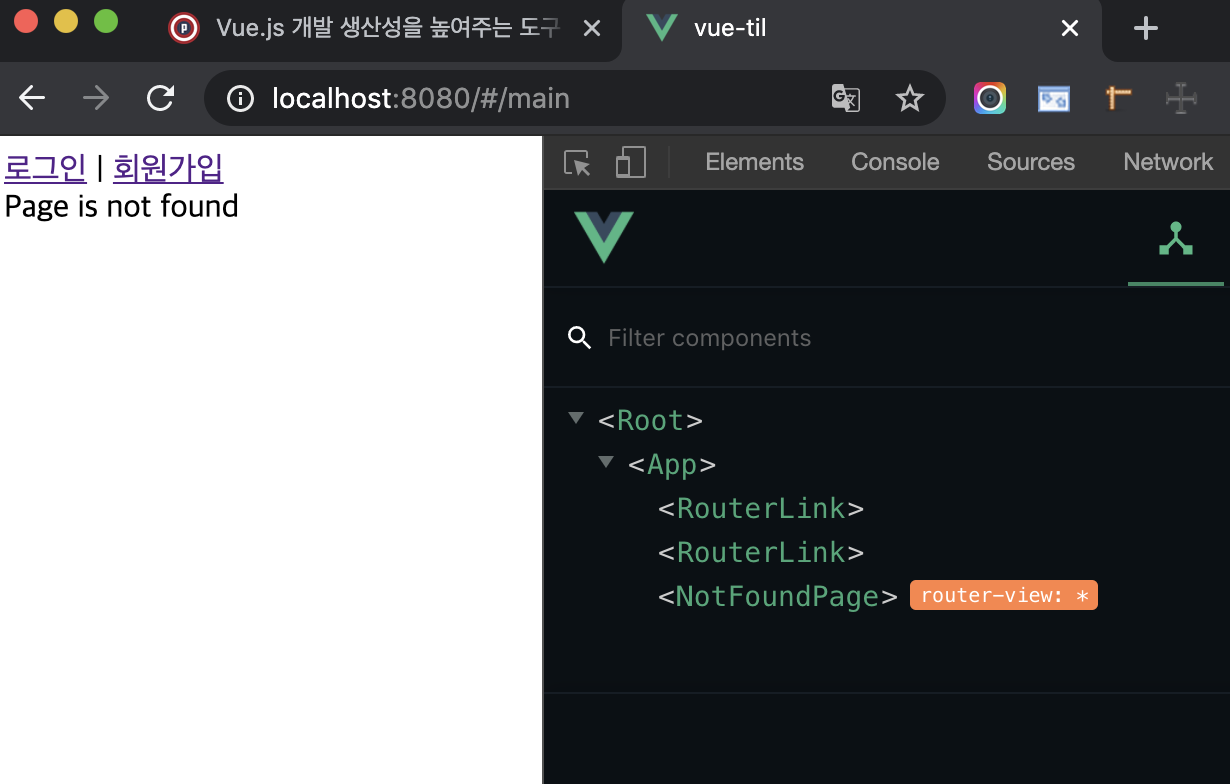 Vue.js 개발 생산성을 높여주는 도구
vue-til
localhost:8080/#/main
로그인 | 회원가입
Page is not found
Elements Console Sources Network
Filter components
<Root>
<App>
<RouterLink>
<RouterLink>
<NotFoundPage> router-view: *